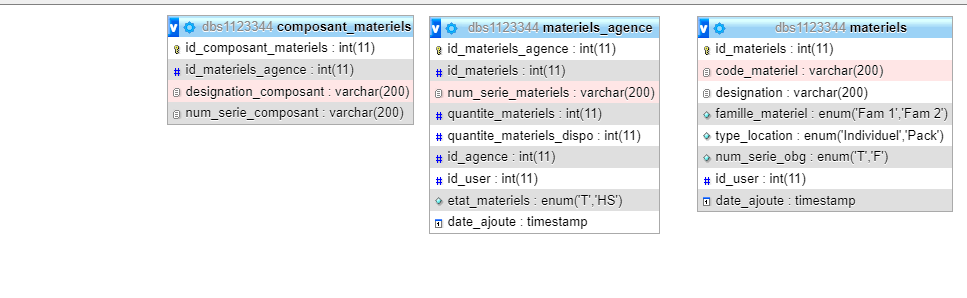 v dbs1123344 composant_materiels
id_composant_materiels : int(11)
# id_materiels_agence : int(11)
designation_composant : varchar(200)
num_serie_composant : varchar(200)
v dbs1123344 materiels_agence
id_materiels_agence : int(11)
# id_materiels : int(11)
num_serie_materiels : varchar(200)
# quantite_materiels : int(11)
# quantite_materiels_dispo : int(11)
# id_agence : int(11)
# id_user : int(11)
etat_materiels : enum('T','HS')
date_ajoute : timestamp
v dbs1123344 materiels
id_materiels : int(11)
code_materiel : varchar(200)
designation : varchar(200)
famille_materiel : enum('Fam 1','Fam 2')
type_location : enum('Individuel','Pack')
num_serie_obg : enum('T','F')
# id_user : int(11)
date_ajoute : timestamp